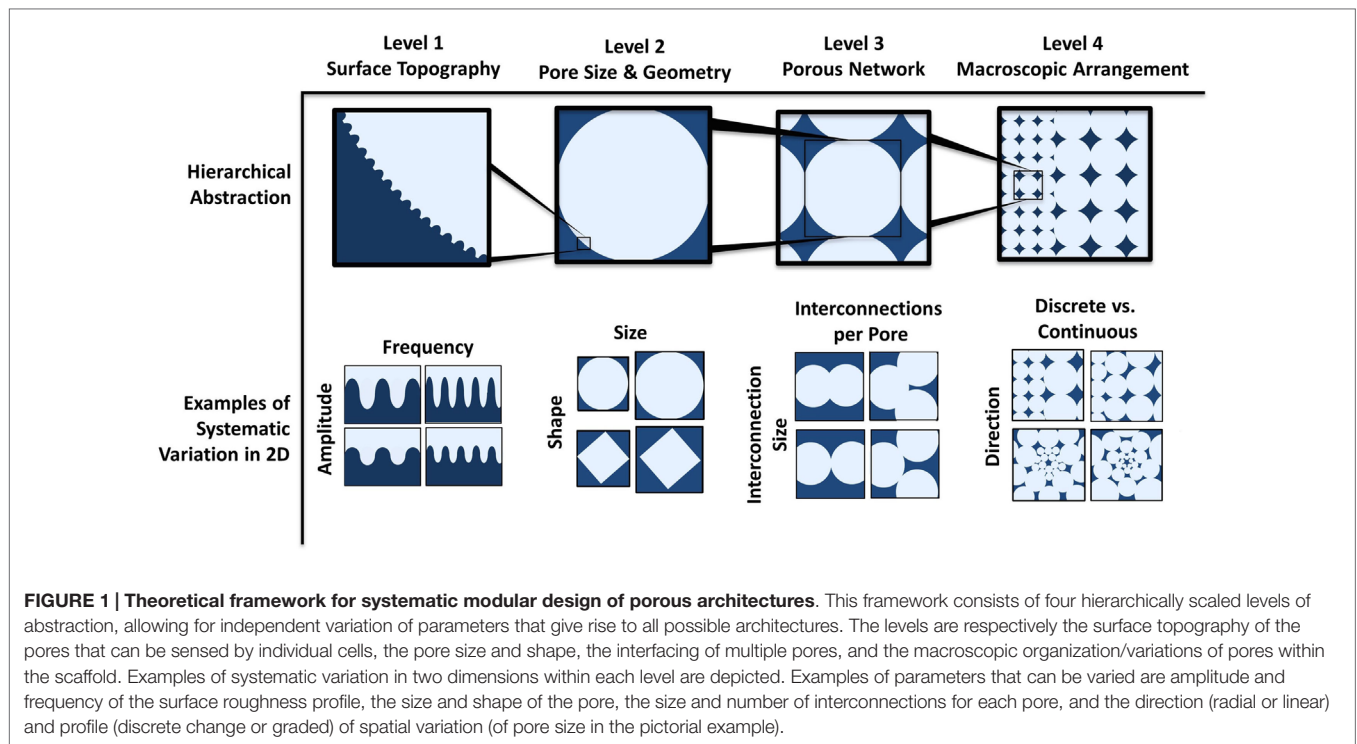 Level 1
Surface Topography
Level 2
Pore Size & Geometry
Level 3
Porous Network
Level 4
Macroscopic Arrangement
Hierarchical
Abstraction
Examples of
Systematic
Variation in 2D
Frequency
Amplitude
Size
Shape
Interconnections
per Pore
Interconnection
Size
Discrete vs.
Continuous
Direction
FIGURE 1 | Theoretical framework for systematic modular design of porous architectures. This framework consists of four hierarchically scaled levels of
abstraction, allowing for independent variation of parameters that give rise to all possible architectures. The levels are respectively the surface topography of the
pores that can be sensed by individual cells, the pore size and shape, the interfacing of multiple pores, and the macroscopic organization/variations of pores within
the scaffold. Examples of systematic variation in two dimensions within each level are depicted. Examples of parameters that can be varied are amplitude and
frequency of the surface roughness profile, the size and shape of the pore, the size and number of interconnections for each pore, and the direction (radial or linear)
and profile (discrete change or graded) of spatial variation (of pore size in the pictorial example).